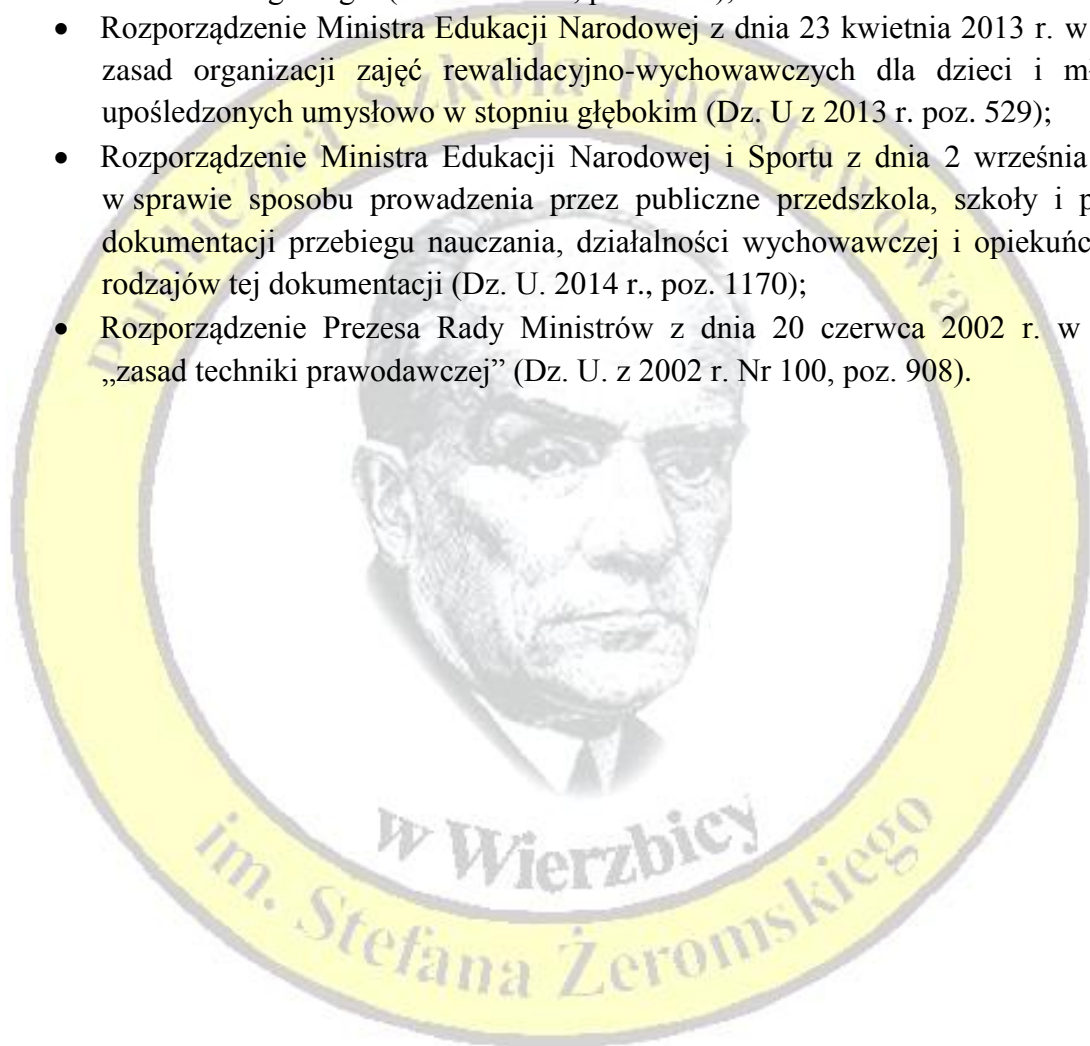 Rozporządzenie Ministra Edukacji Narodowej z dnia 23 kwietnia 2013 r. w
zasad organizacji zajęć rewalidacyjno-wychowawczych dla dzieci i
upośledzonych umysłowo w stopniu głębokim (Dz. U z 2013 r. poz. 529);
Rozporządzenie Ministra Edukacji Narodowej i Sportu z dnia 2 września
w sprawie sposobu prowadzenia przez publiczne przedszkola, szkoły i
dokumentacji przebiegu nauczania, działalności wychowawczej i
rodzajów tej dokumentacji (Dz. U. 2014 r., poz. 1170);
Rozporządzenie Prezesa Rady Ministrów z dnia 20 czerwca 2002 r. w
„zasad techniki prawodawczej” (Dz. U. z 2002 r. Nr 100, poz. 908).
Publiczna Szkoła Podstawowa
w Wierzbicy
im. Stefana Żeromskiego